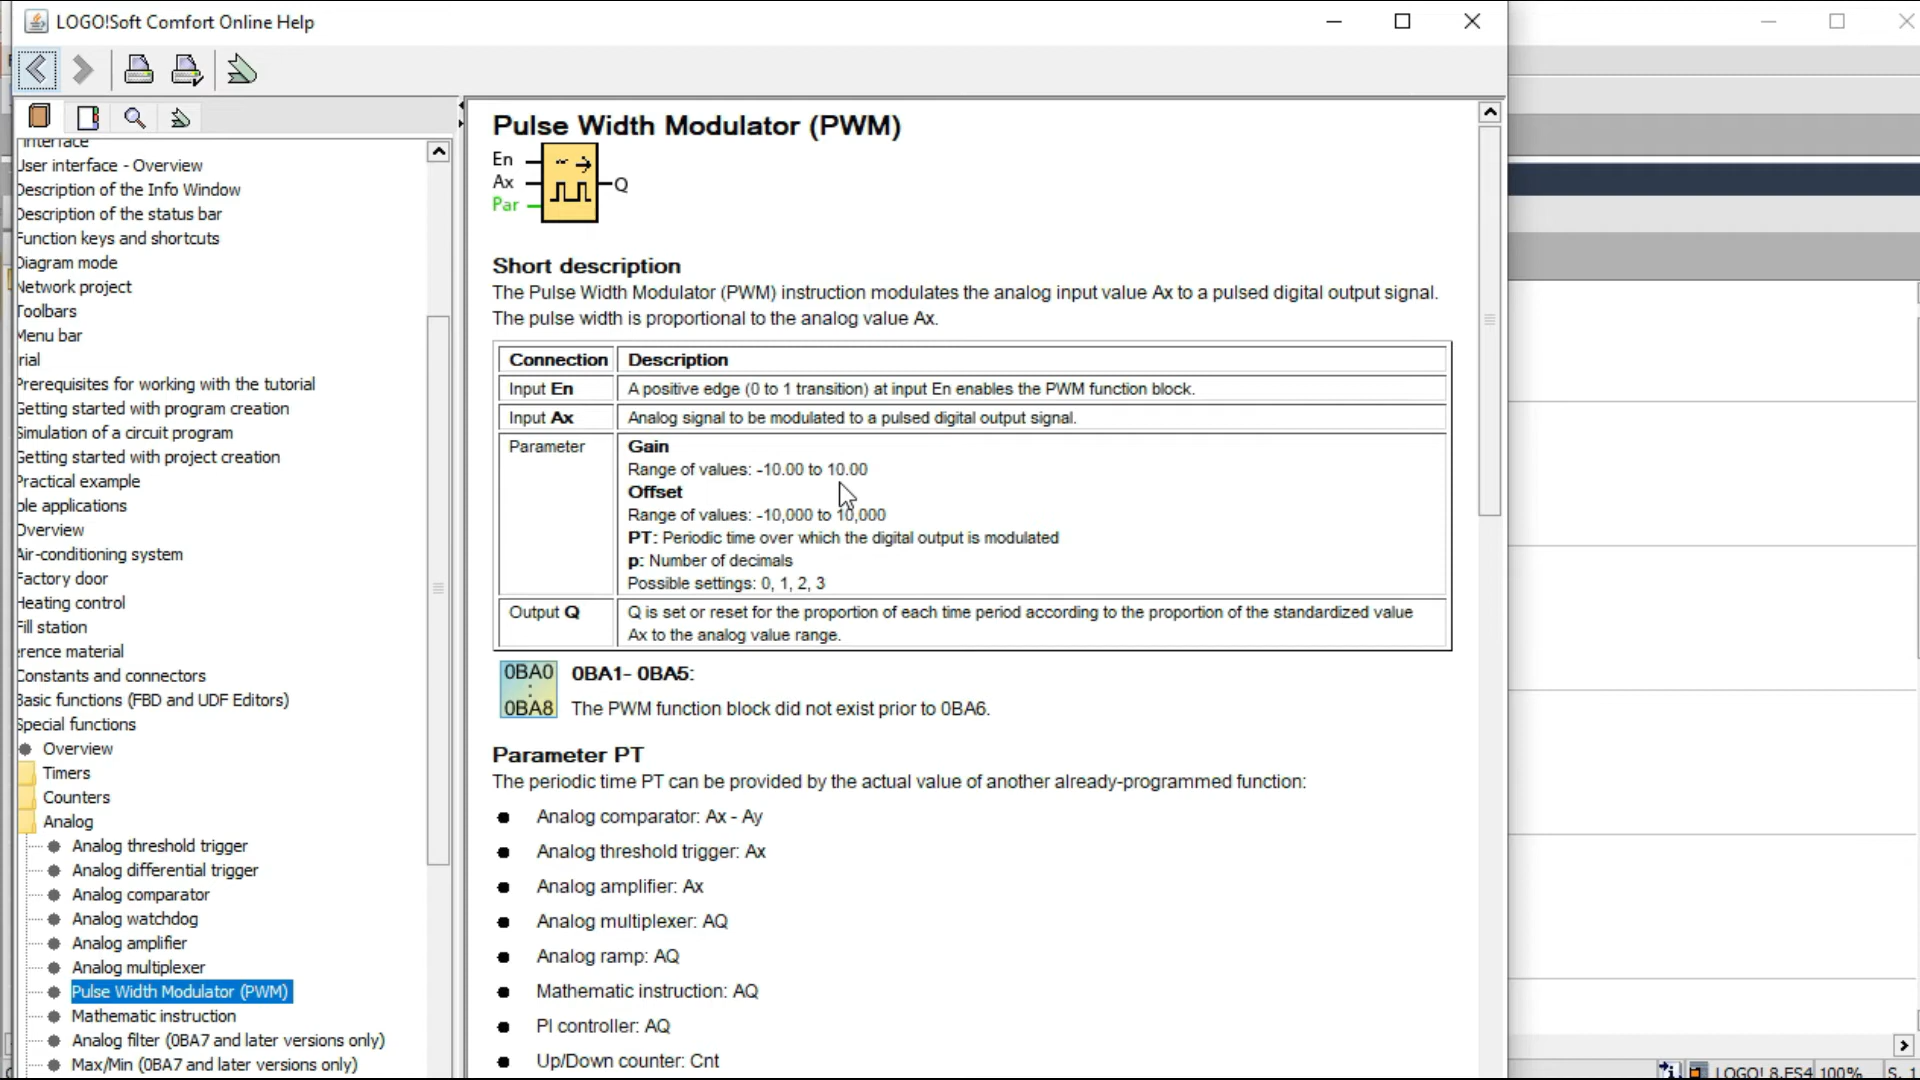 LOGO!Soft Comfort Online Help
interface
User interface - Overview
Description of the Info Window
Description of the status bar
Function keys and shortcuts
Diagram mode
Network project
Toolbars
Menu bar
rial
Prerequisites for working with the tutorial
Getting started with program creation
Simulation of a circuit program
Getting started with project creation
Practical example
ple applications
Overview
Air-conditioning system
Factory door
Heating control
Fill station
erence material
Constants and connectors
Basic functions (FBD and UDF Editors)
Special functions
Overview
Timers
Counters
Analog
Analog threshold trigger
Analog differential trigger
Analog comparator
Analog watchdog
Analog amplifier
Analog multiplexer
Pulse Width Modulator (PWM)
Mathematic instruction
Analog filter (0BA7 and later versions only)
Max/Min (0BA7 and later versions only)
Pulse Width Modulator (PWM)
En
Ax
Par
Q
Short description
The Pulse Width Modulator (PWM) instruction modulates the analog input value Ax to a pulsed digital output signal.
The pulse width is proportional to the analog value Ax.
Connection Description
Input En A positive edge (0 to 1 transition) at input En enables the PWM function block.
Input Ax Analog signal to be modulated to a pulsed digital output signal.
Parameter Gain
Range of values: -10.00 to 10.00
Offset
Range of values: -10,000 to 10,000
PT: Periodic time over which the digital output is modulated
p: Number of decimals
Possible settings: 0, 1, 2, 3
Output Q Q is set or reset for the proportion of each time period according to the proportion of the standardized value
Ax to the analog value range.
0BA0
:
0BA8
0BA1- 0BA5:
The PWM function block did not exist prior to 0BA6.
Parameter PT
The periodic time PT can be provided by the actual value of another already-programmed function:
Analog comparator: Ax - Ay
Analog threshold trigger: Ax
Analog amplifier: Ax
Analog multiplexer: AQ
Analog ramp: AQ
Mathematic instruction: AQ
PI controller: AQ
Up/Down counter: Cnt
LOGO! 8.FS4 100%